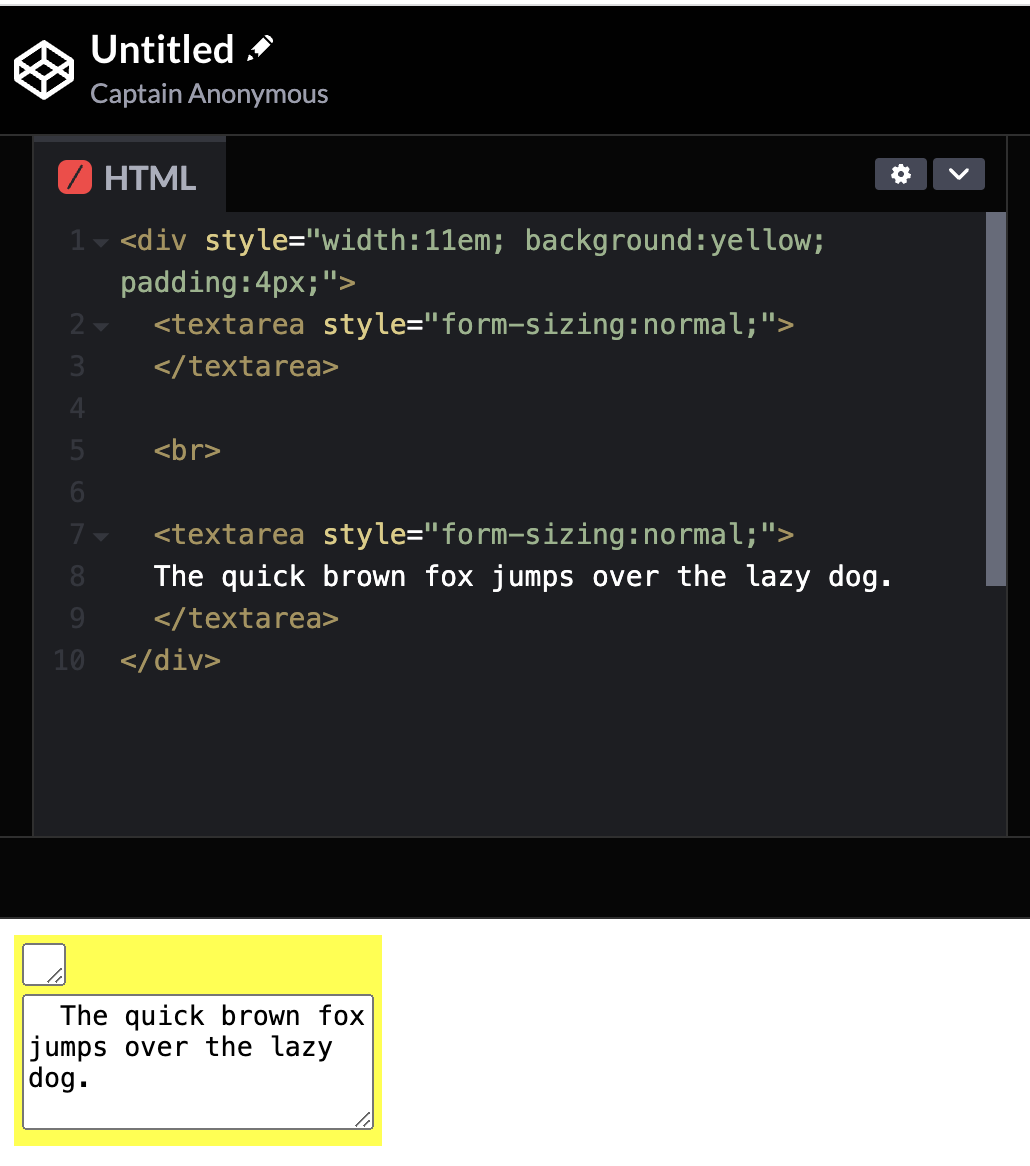 Untitled
Captain Anonymous
/ HTML
1 <div style="width:11em; background:yellow;
padding:4px;">
2   <textarea style="form-sizing:normal;">
3   </textarea>
4
5   <br>
6
7   <textarea style="form-sizing:normal;">
8   The quick brown fox jumps over the lazy dog.
9   </textarea>
10 </div>
The quick brown fox
jumps over the lazy
dog.